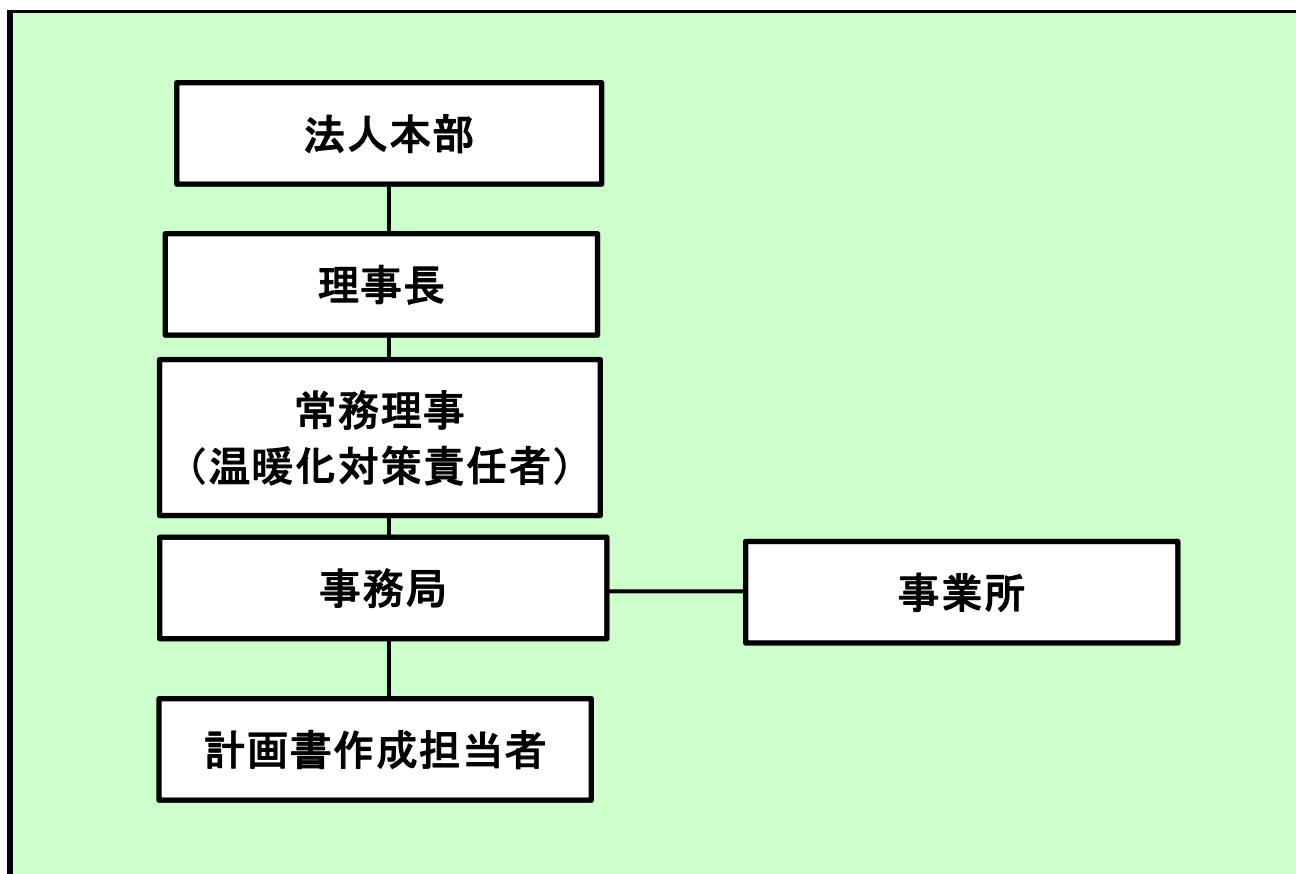 法人本部
理事長
常務理事
（温暖化対策責任者）
事務局
事業所
計画書作成担当者